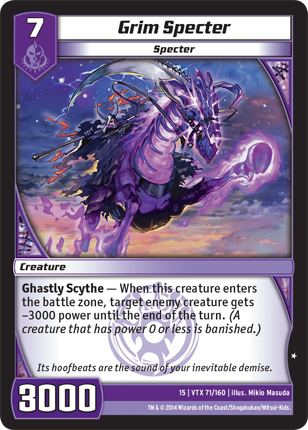 7
Grim Specter
Specter
Creature
Ghastly Scythe — When this creature enters
the battle zone, target enemy creature gets
–3000 power until the end of the turn. (A
creature that has power 0 or less is banished.)
Its hoofbeats are the sound of your inevitable demise.
3000
15 | VTX 71/160 | illus. Mikio Masuda
TM & © 2014 Wizards of the Coast/Shogakukan/Mitsui-Kids.